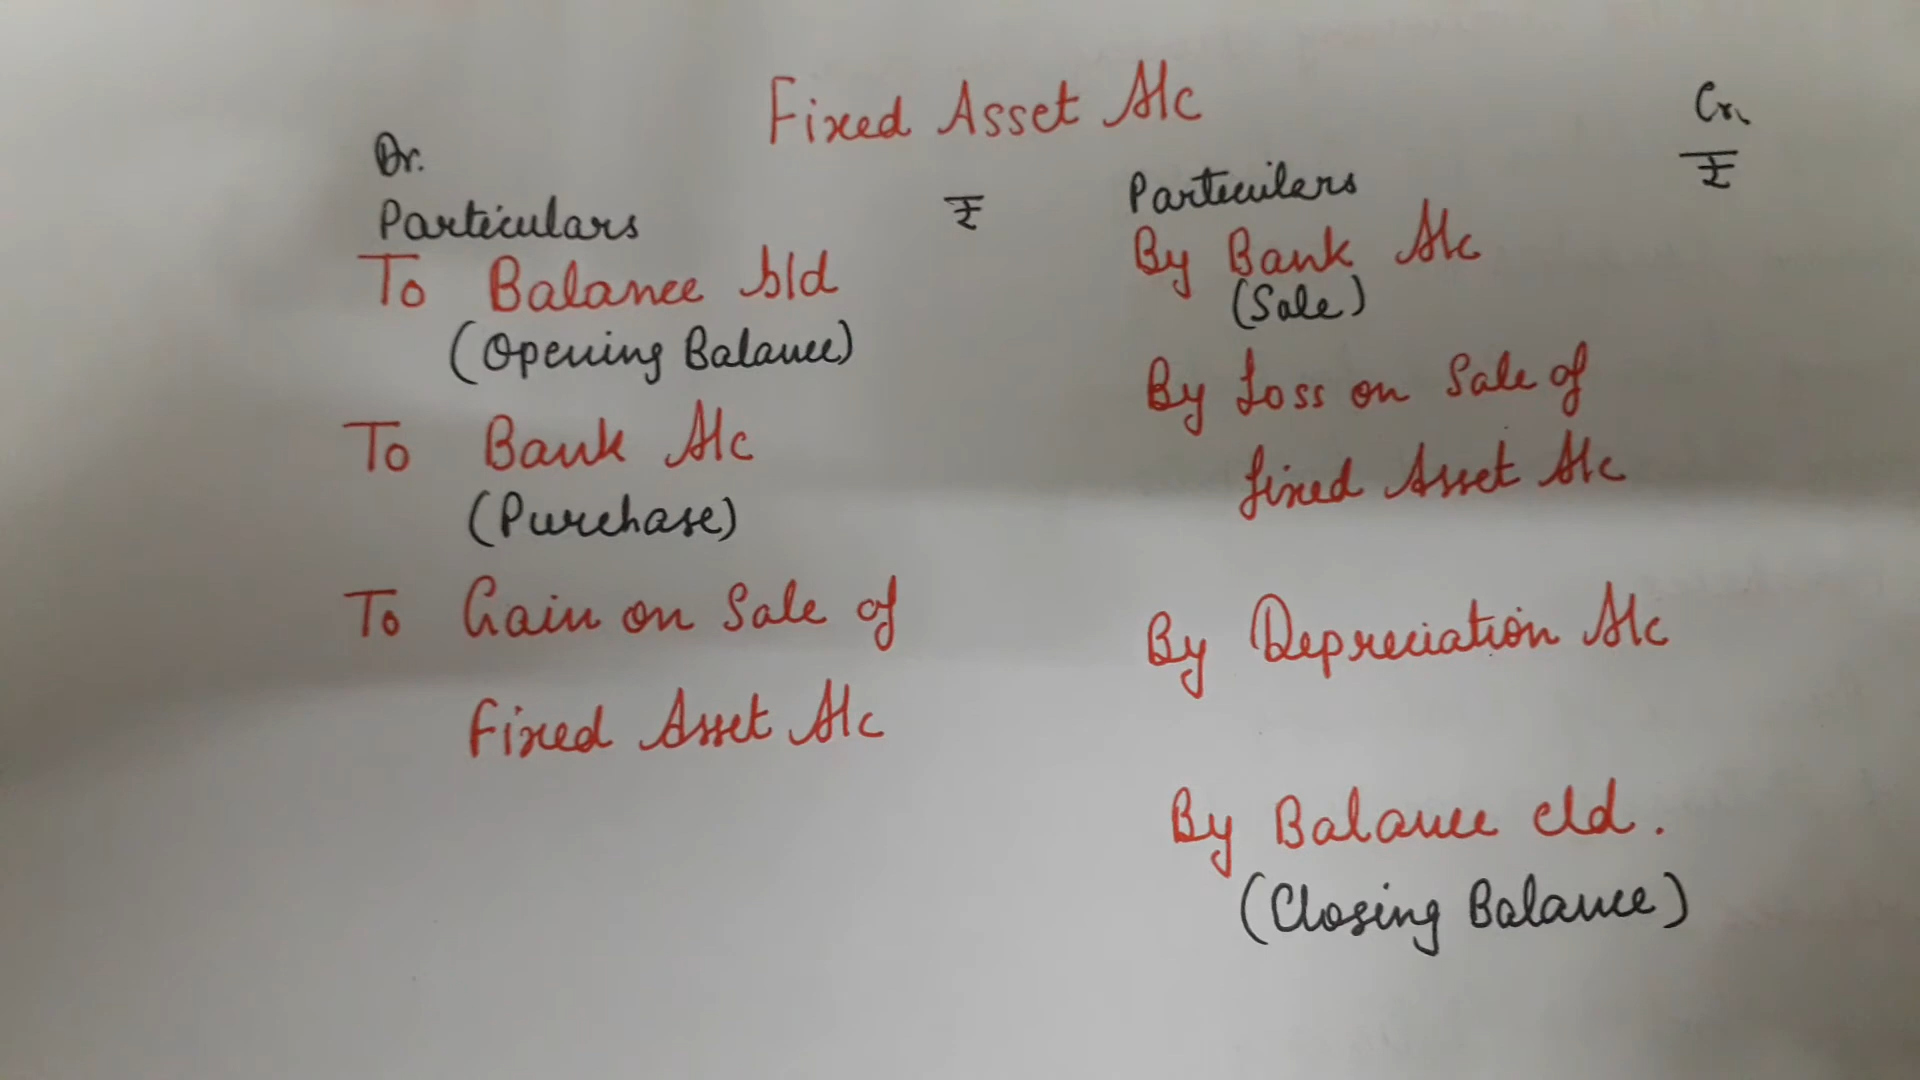 Fixed Asset A/c
Dr.
Cr.
Particulars ₹
Particulars ₹
To Balance b/d
(Opening Balance)
To Bank A/c
(Purchase)
To Gain on Sale of
Fixed Asset A/c
By Bank A/c
(Sale)
By Loss on Sale of
fixed Asset A/c
By Depreciation A/c
By Balance c/d.
(Closing Balance)